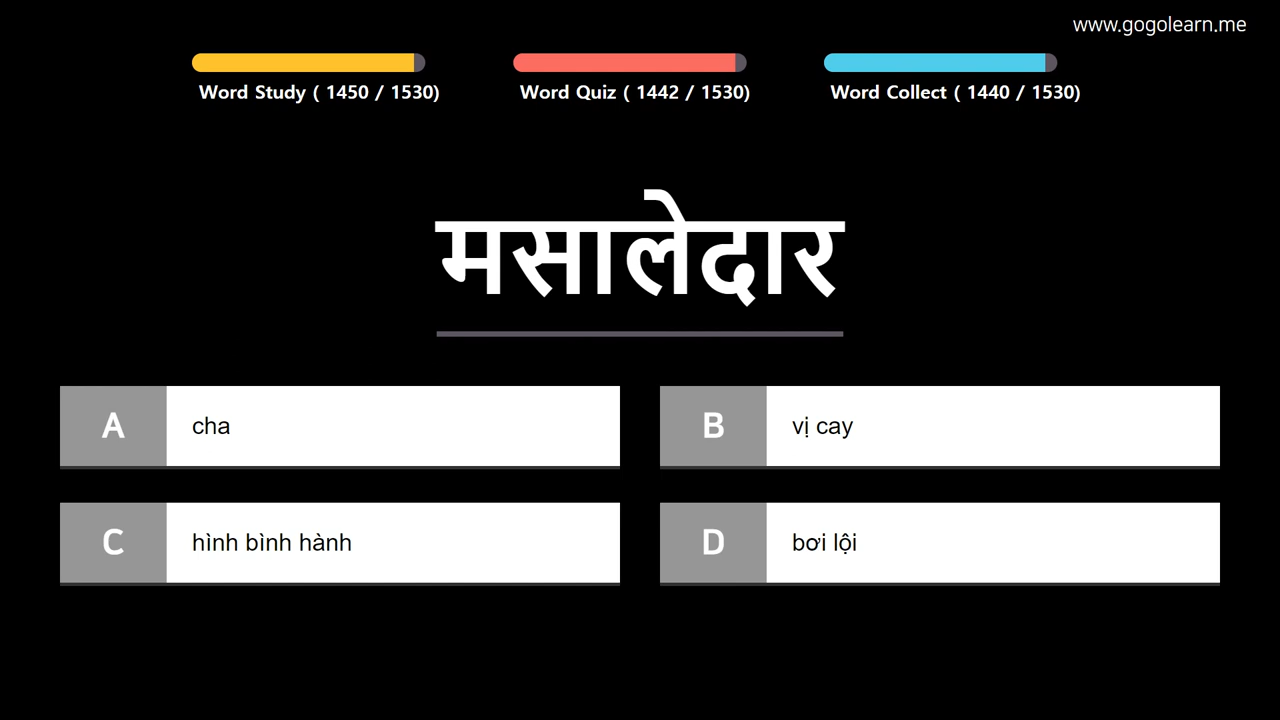 www.gogolearn.me
Word Study ( 1450 / 1530)
Word Quiz ( 1442 / 1530)
Word Collect ( 1440 / 1530)
मसालेदार
A cha
B vị cay
C hình bình hành
D bơi lội